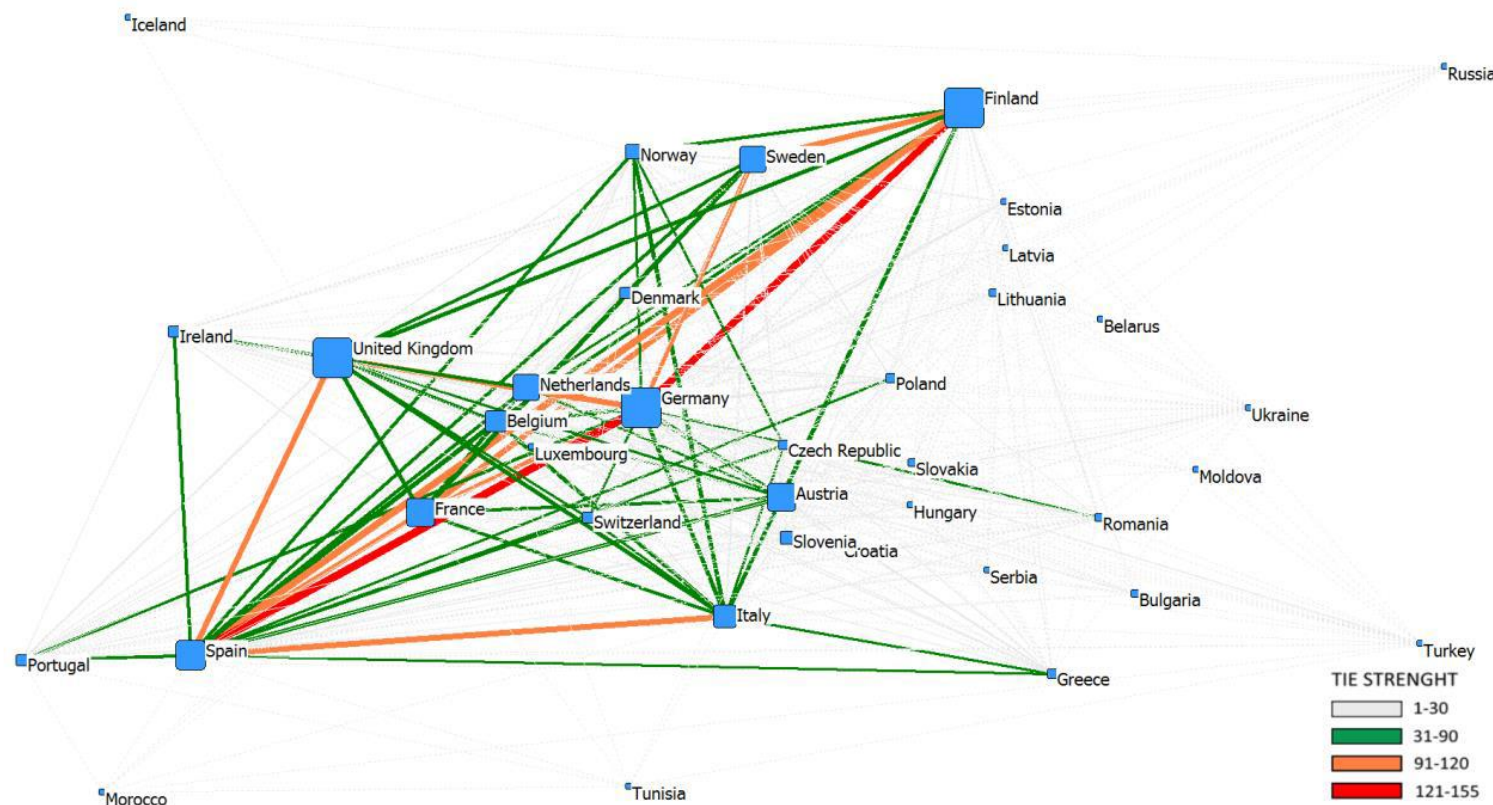 Iceland
Russia
Finland
Norway
Sweden
Estonia
Latvia
Denmark
Lithuania
Belarus
Ireland
United Kingdom
Netherlands
Poland
Germany
Ukraine
Belgium
Czech Republic
Luxembourg
Slovakia
Moldova
Austria
France
Switzerland
Hungary
Romania
Slovenia
Croatia
Serbia
Bulgaria
Italy
Spain
Portugal
Turkey
Greece
TIE STRENGHT
1-30
31-90
91-120
121-155
Morocco
Tunisia